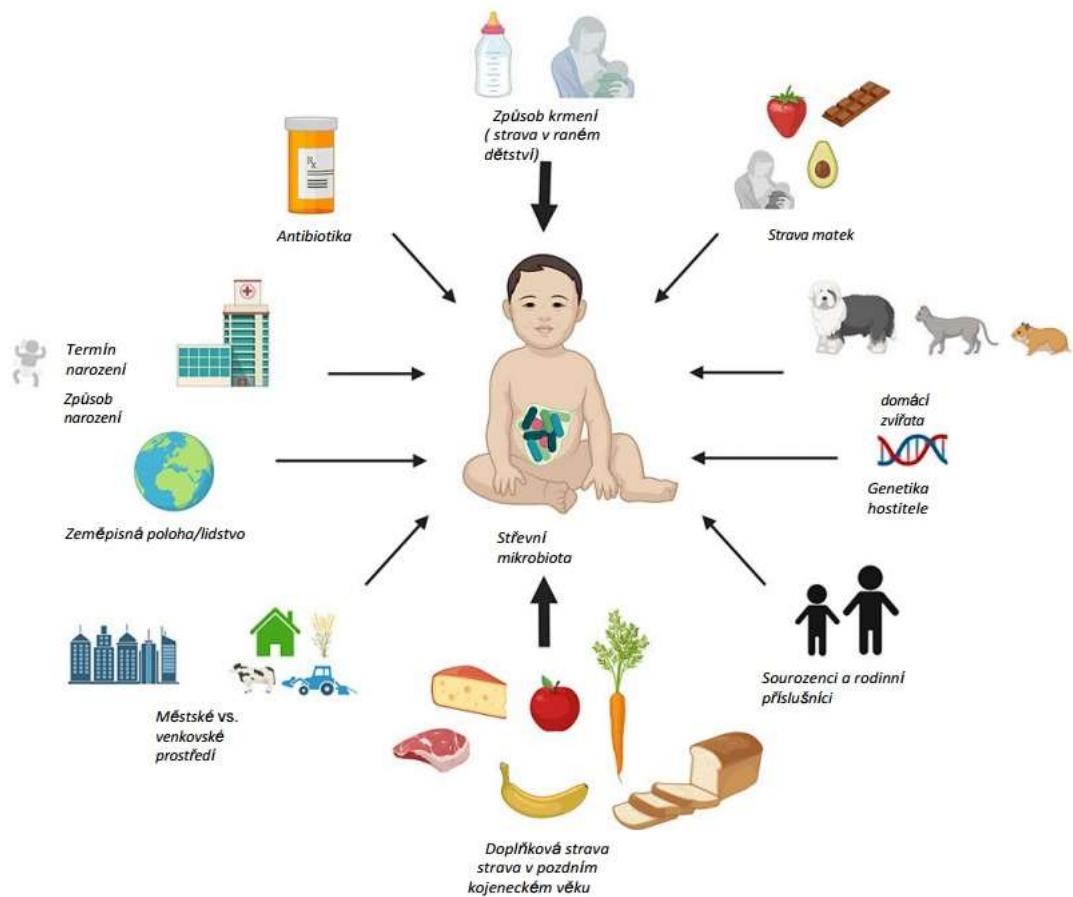 Způsob krmení
( strava v raném
dětství)
Rx
Antibiotika
Strava matek
Termín
narození
Způsob
narození
domácí
zvířata
Zeměpisná poloha/lidstvo
Genetika
hostitele
Střevní
mikrobiota
Městské vs.
venkovské
prostředí
Sourozenci a rodinní
příslušníci
Doplňková strava
strava v pozdním
kojeneckém věku